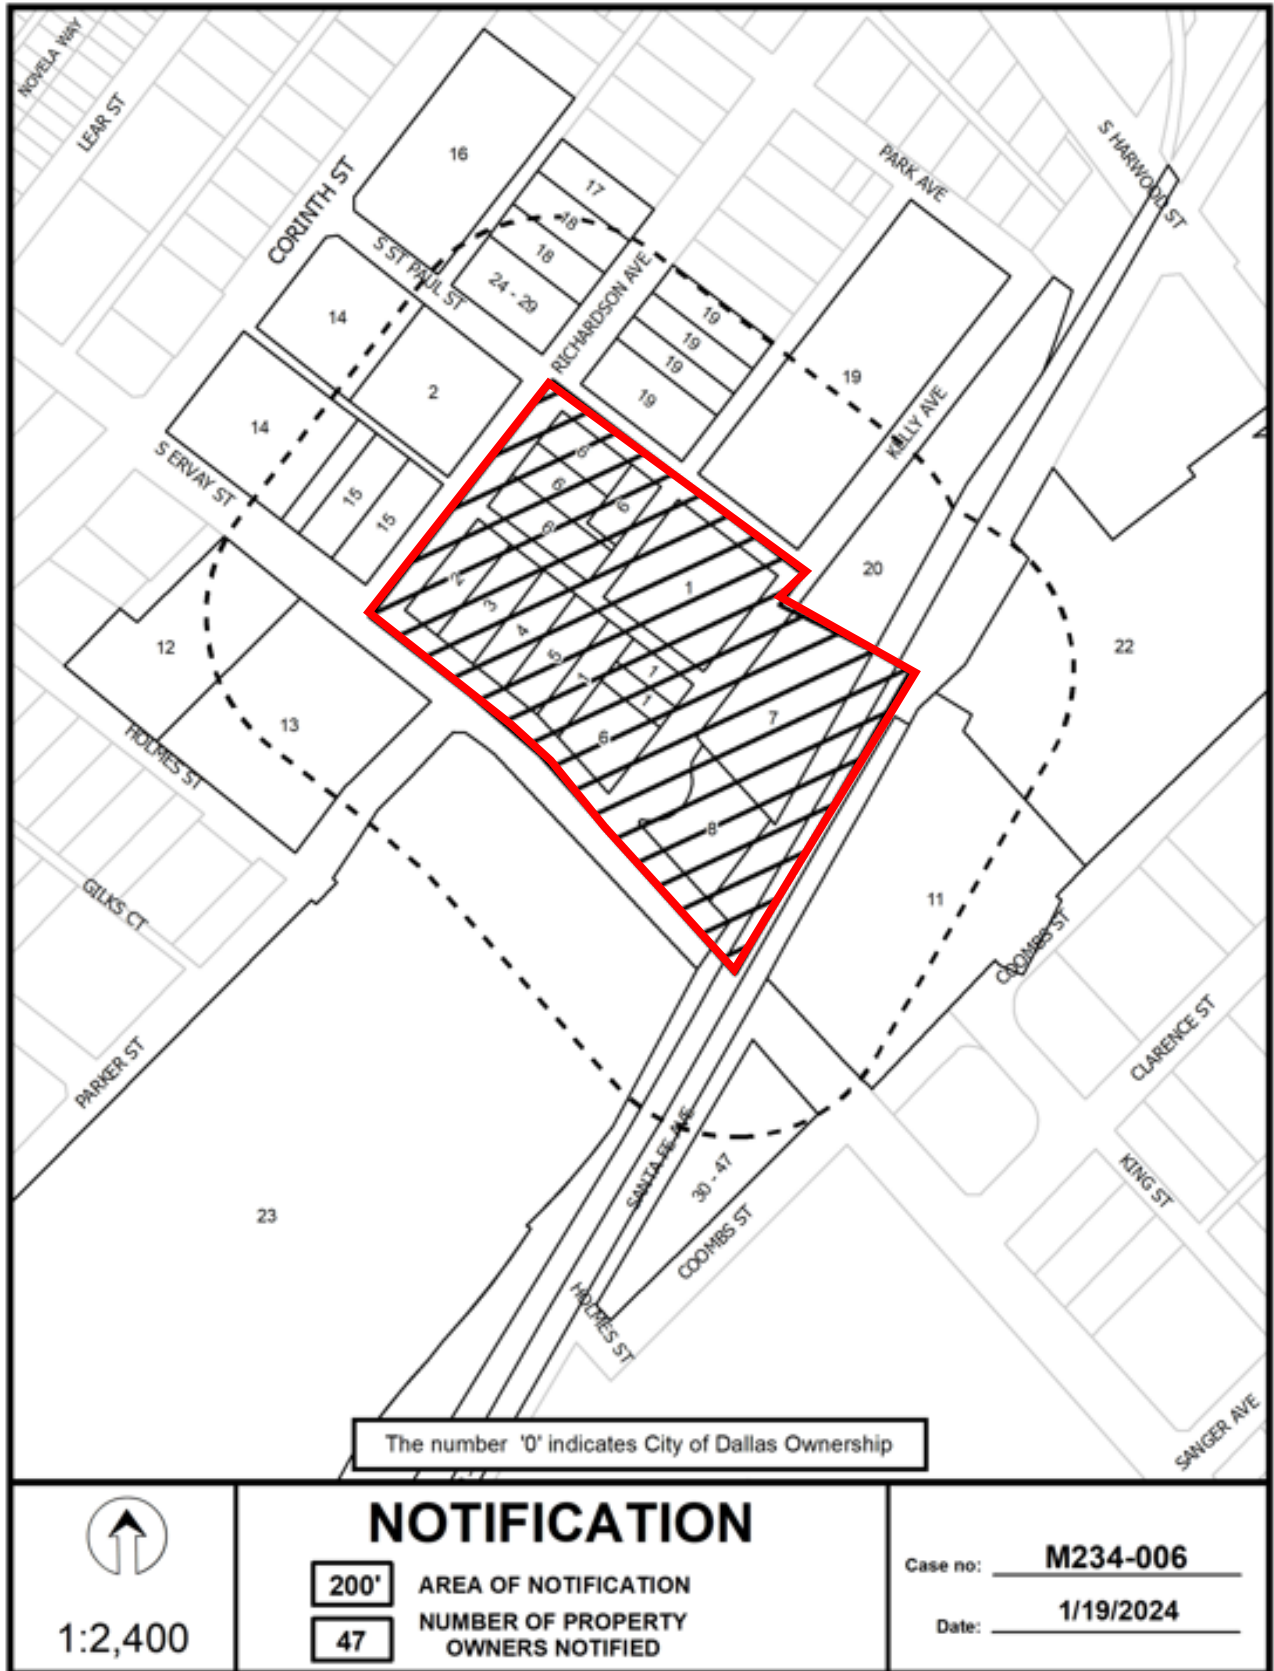 NOVELA WAY
LEAR ST
CORINTH ST
16
17
18
18
24 - 29
S ST PAUL ST
RICHARDSON AVE
PARK AVE
S HARWOOD ST
14
2
14
15
15
S ERVAY ST
19
19
19
19
19
KELLY AVE
20
22
6
6
6
6
2
3
4
5
1
1
1
1
6
7
8
12
13
HOLMES ST
GILKS CT
PARKER ST
11
COOMBS ST
CLARENCE ST
KING ST
SANTA FE AVE
30 - 47
COOMBS ST
HOLMES ST
23
SANGER AVE
The number '0' indicates City of Dallas Ownership
1:2,400
NOTIFICATION
200' AREA OF NOTIFICATION
47 NUMBER OF PROPERTY
OWNERS NOTIFIED
Case no: M234-006
Date: 1/19/2024